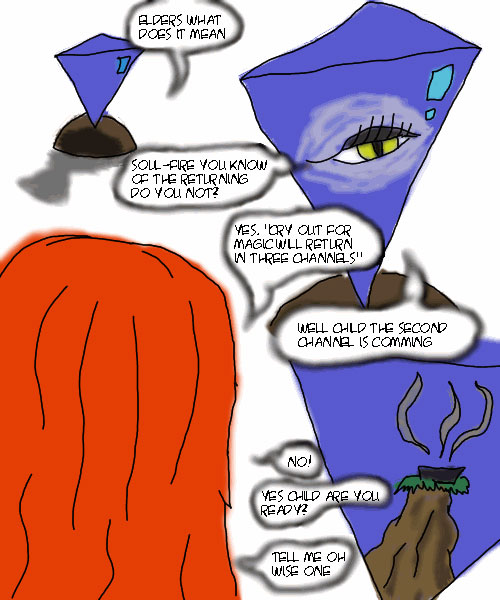 ELDERS WHAT
DOES IT MEAN
SOUL-FIRE YOU KNOW
OF THE RETURNING
DO YOU NOT?
YES. "CRY OUT FOR
MAGIC WILL RETURN
IN THREE CHANNELS"
WELL CHILD THE SECOND
CHANNEL IS COMMING
NO!
YES CHILD ARE YOU
READY?
TELL ME OH
WISE ONE